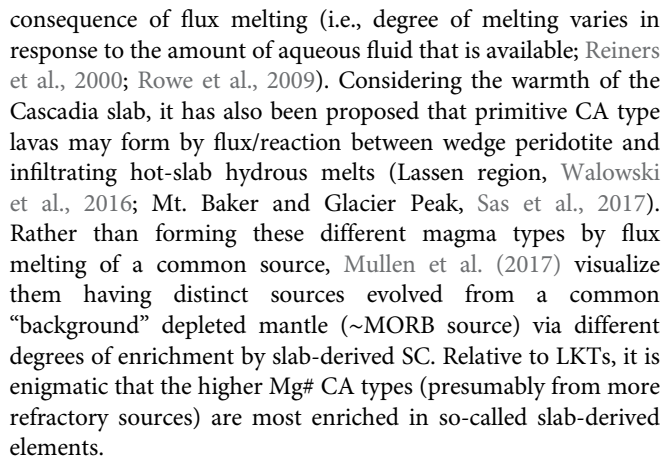 consequence of flux melting (i.e., degree of melting varies in
response to the amount of aqueous fluid that is available; Reiners
et al., 2000; Rowe et al., 2009). Considering the warmth of the
Cascadia slab, it has also been proposed that primitive CA type
lavas may form by flux/reaction between wedge peridotite and
infiltrating hot-slab hydrous melts (Lassen region, Walowski
et al., 2016; Mt. Baker and Glacier Peak, Sas et al., 2017).
Rather than forming these different magma types by flux
melting of a common source, Mullen et al. (2017) visualize
them having distinct sources evolved from a common
“background” depleted mantle (~MORB source) via different
degrees of enrichment by slab-derived SC. Relative to LKTs, it is
enigmatic that the higher Mg# CA types (presumably from more
refractory sources) are most enriched in so-called slab-derived
elements.